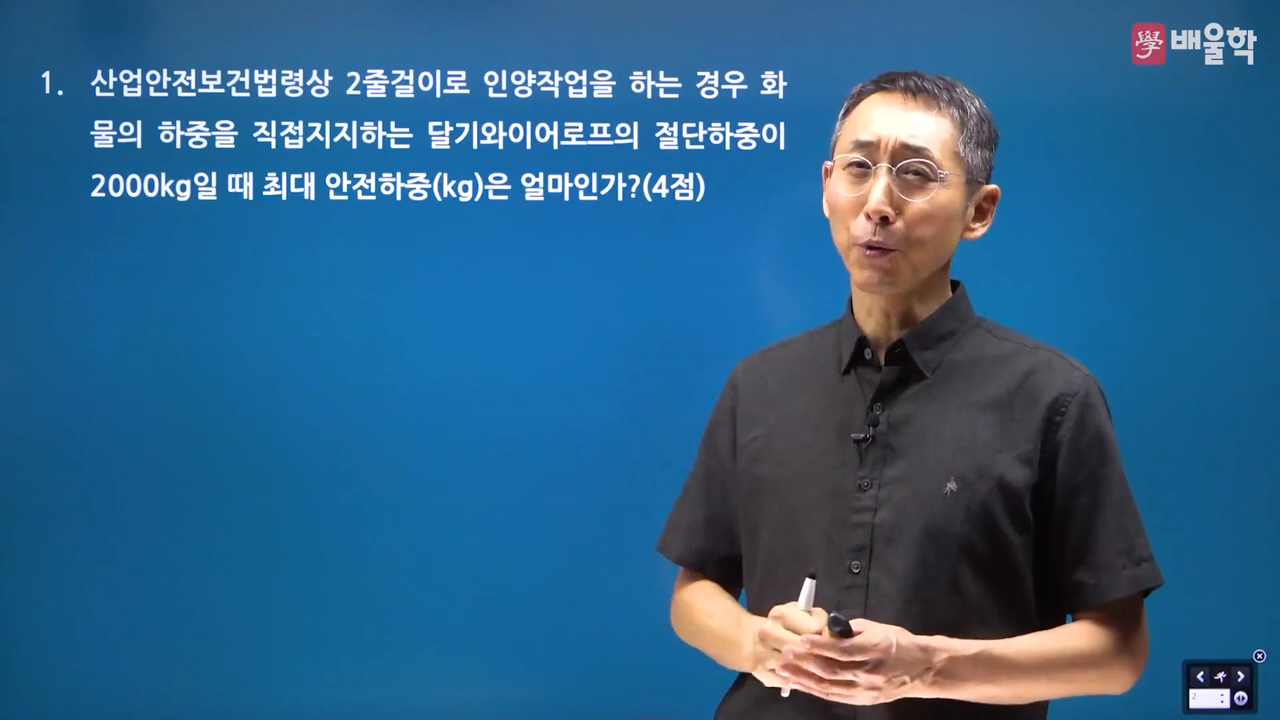 學 배울학
1. 산업안전보건법령상 2줄걸이로 인양작업을 하는 경우 화
물의 하중을 직접지지하는 달기와이어로프의 절단하중이
2000kg일 때 최대 안전하중(kg)은 얼마인가?(4점)
2